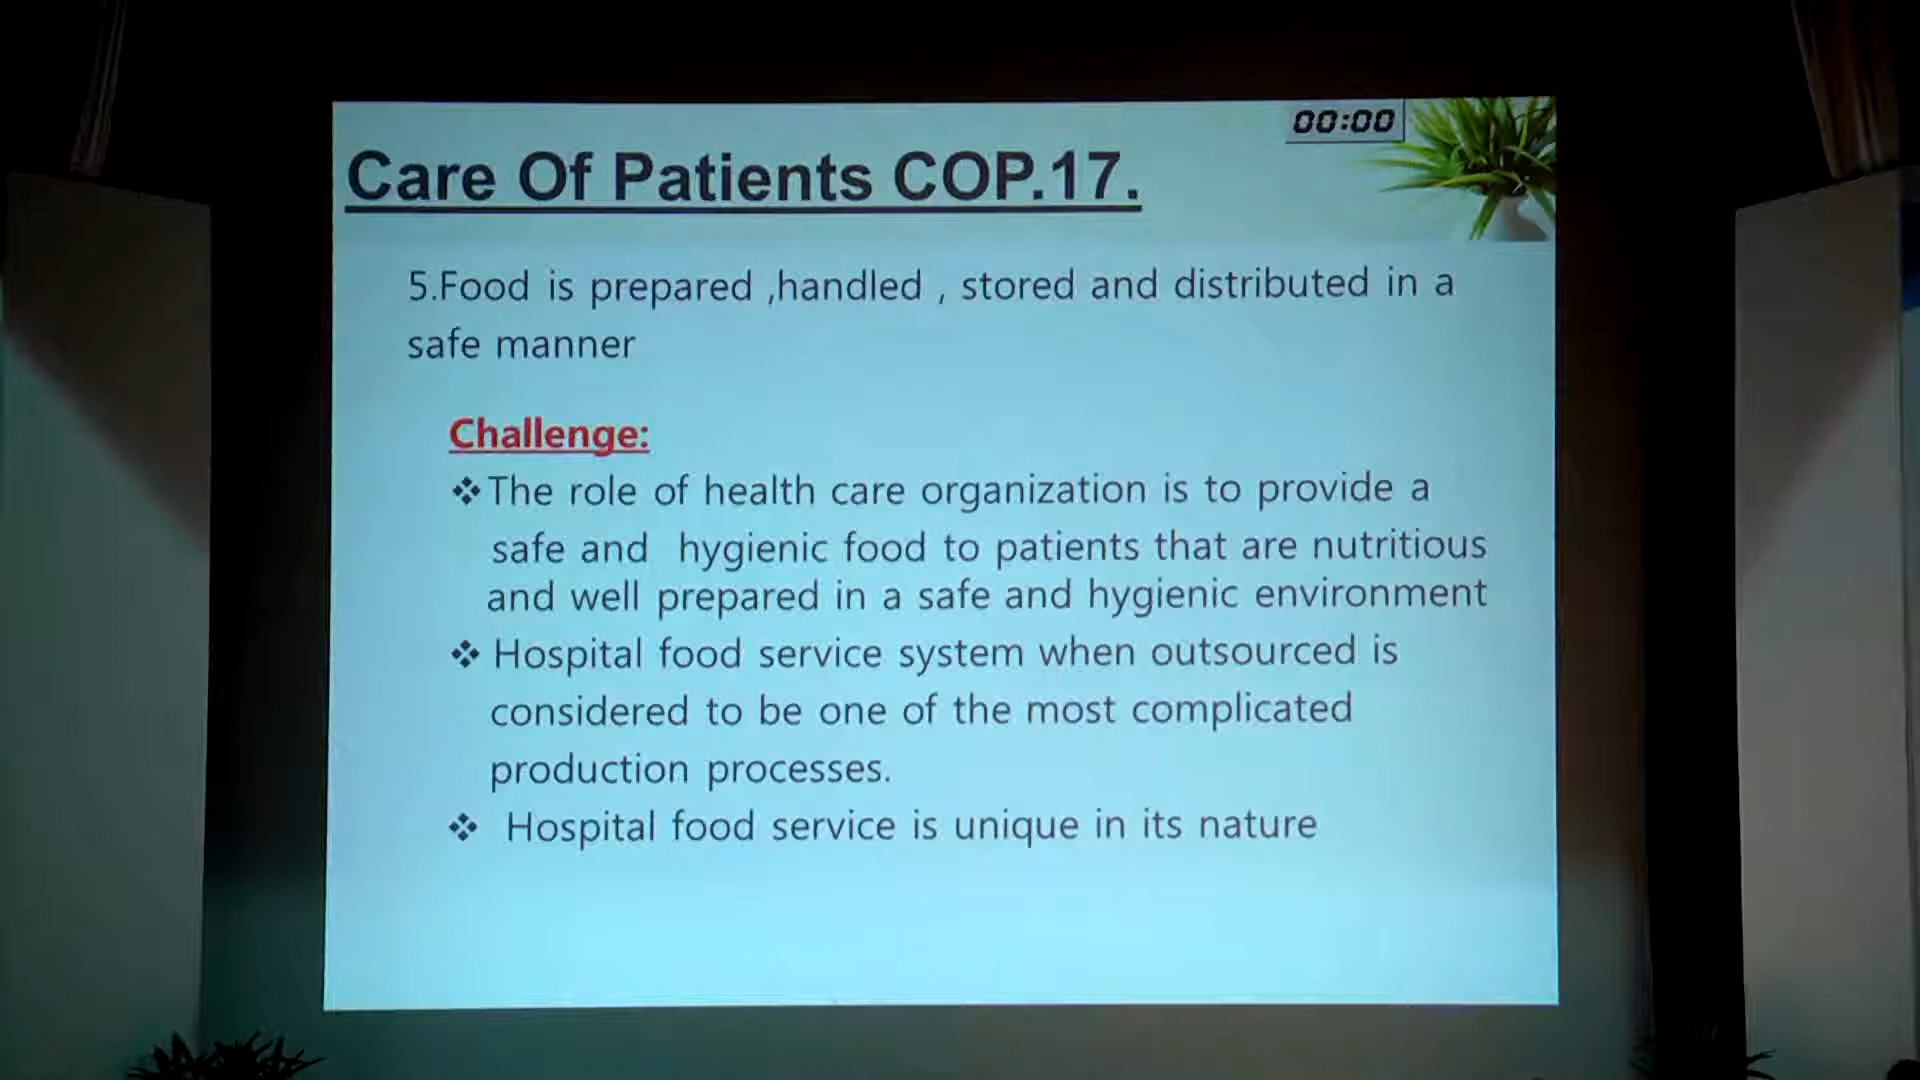 00:00
Care Of Patients COP.17.
5.Food is prepared ,handled , stored and distributed in a
safe manner
Challenge:
❖The role of health care organization is to provide a
safe and hygienic food to patients that are nutritious
and well prepared in a safe and hygienic environment
❖ Hospital food service system when outsourced is
considered to be one of the most complicated
production processes.
❖ Hospital food service is unique in its nature